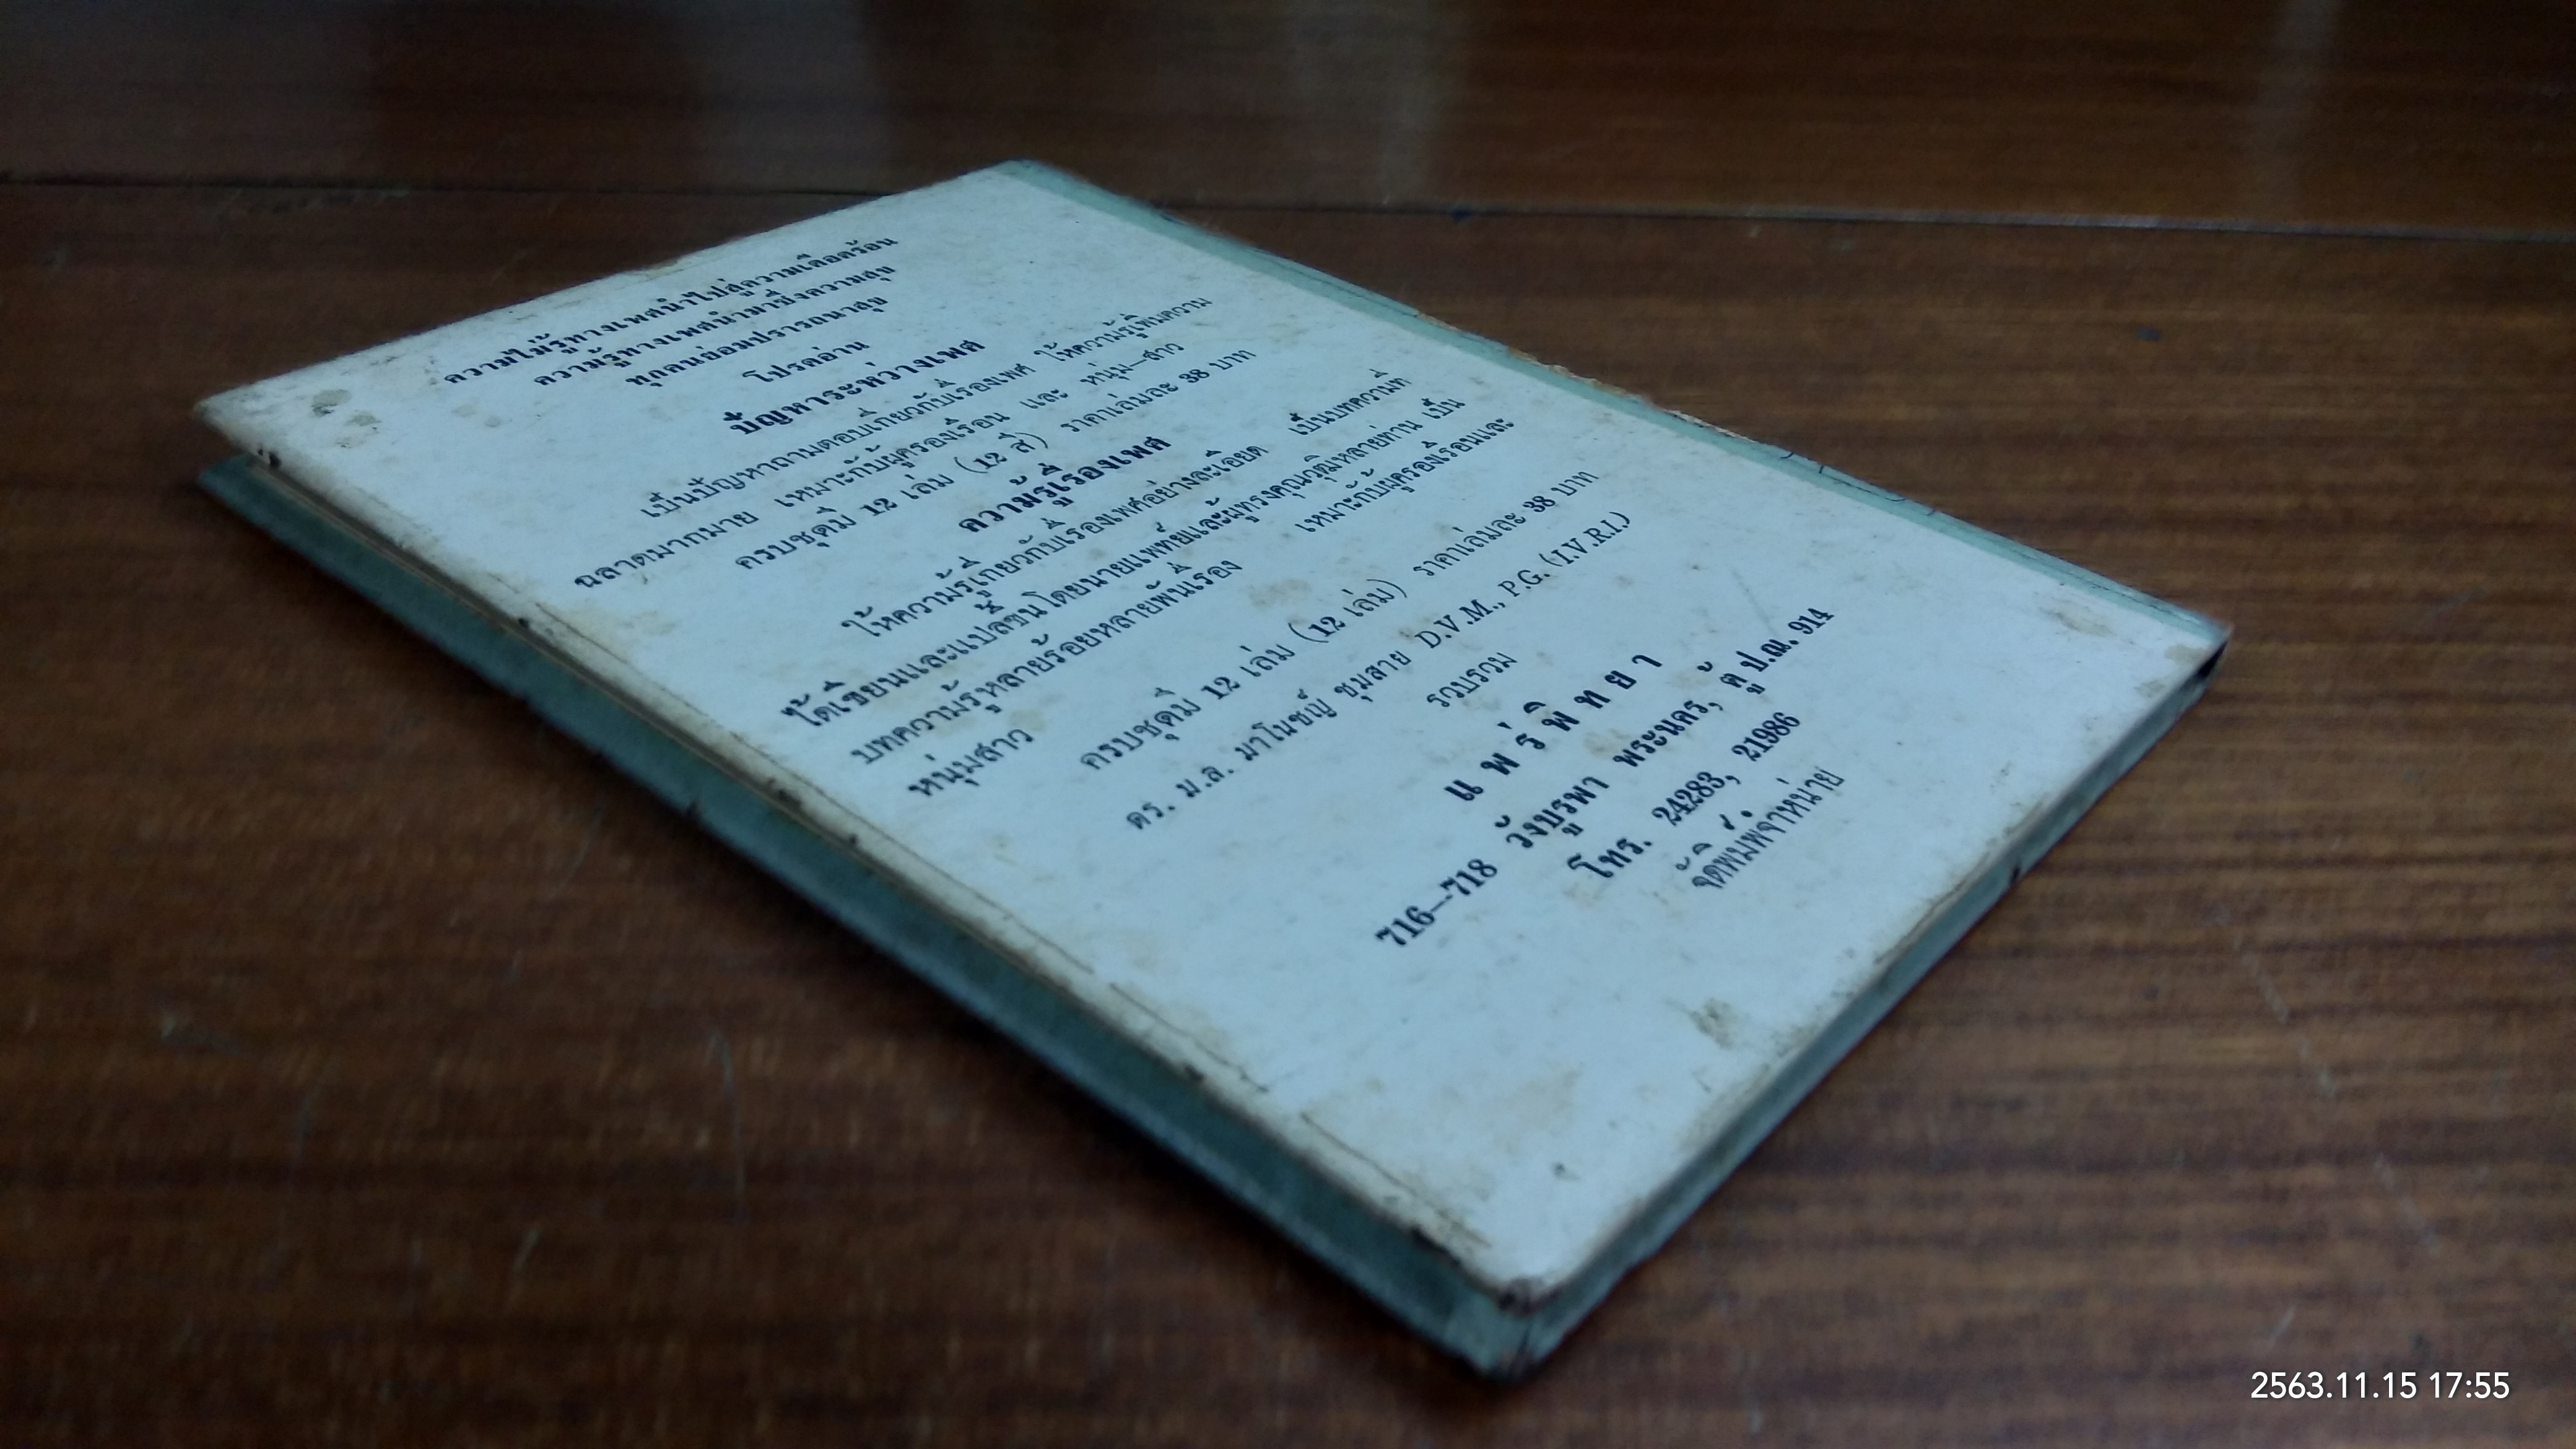 ความไม่รู้ทางเพศนำไปสู่ความเดือดร้อน
ความรู้ทางเพศนำมาซึ่งความสุข
ทุกคนย่อมปรารถนาสุข
โปรดอ่าน
ปัญหาระหว่างเพศ
เป็นปัญหาถามตอบเกี่ยวกับเรื่องเพศ ให้ความรู้เพิ่มความ
ฉลาดมากมาย เหมาะกับผู้ครองเรือน และ หนุ่ม—สาว
ครบชุดมี 12 เล่ม (12 สี) ราคาเล่มละ 38 บาท
ความรู้เรื่องเพศ
ให้ความรู้เกี่ยวกับเรื่องเพศอย่างละเอียด เป็นบทความที่
ได้เขียนและแปลขึ้นโดยนายแพทย์และผู้ทรงคุณวุฒิหลายท่าน เป็น
บทความรู้หลายร้อยหลายพันเรื่อง เหมาะกับผู้ครองเรือนและ
หนุ่มสาว
ครบชุดมี 12 เล่ม (12 เล่ม) ราคาเล่มละ 38 บาท
ดร. ม.ล. มาโนชญ์ ชุมสาย D.V.M., P.G. (I.V.R.I.)
รวบรวม
แพร่พิทยา
716—718 วังบูรพา พระนคร, ตู้ ป.ณ. 914
โทร. 24283, 21986
จัดพิมพ์จำหน่าย
2563.11.15 17:55